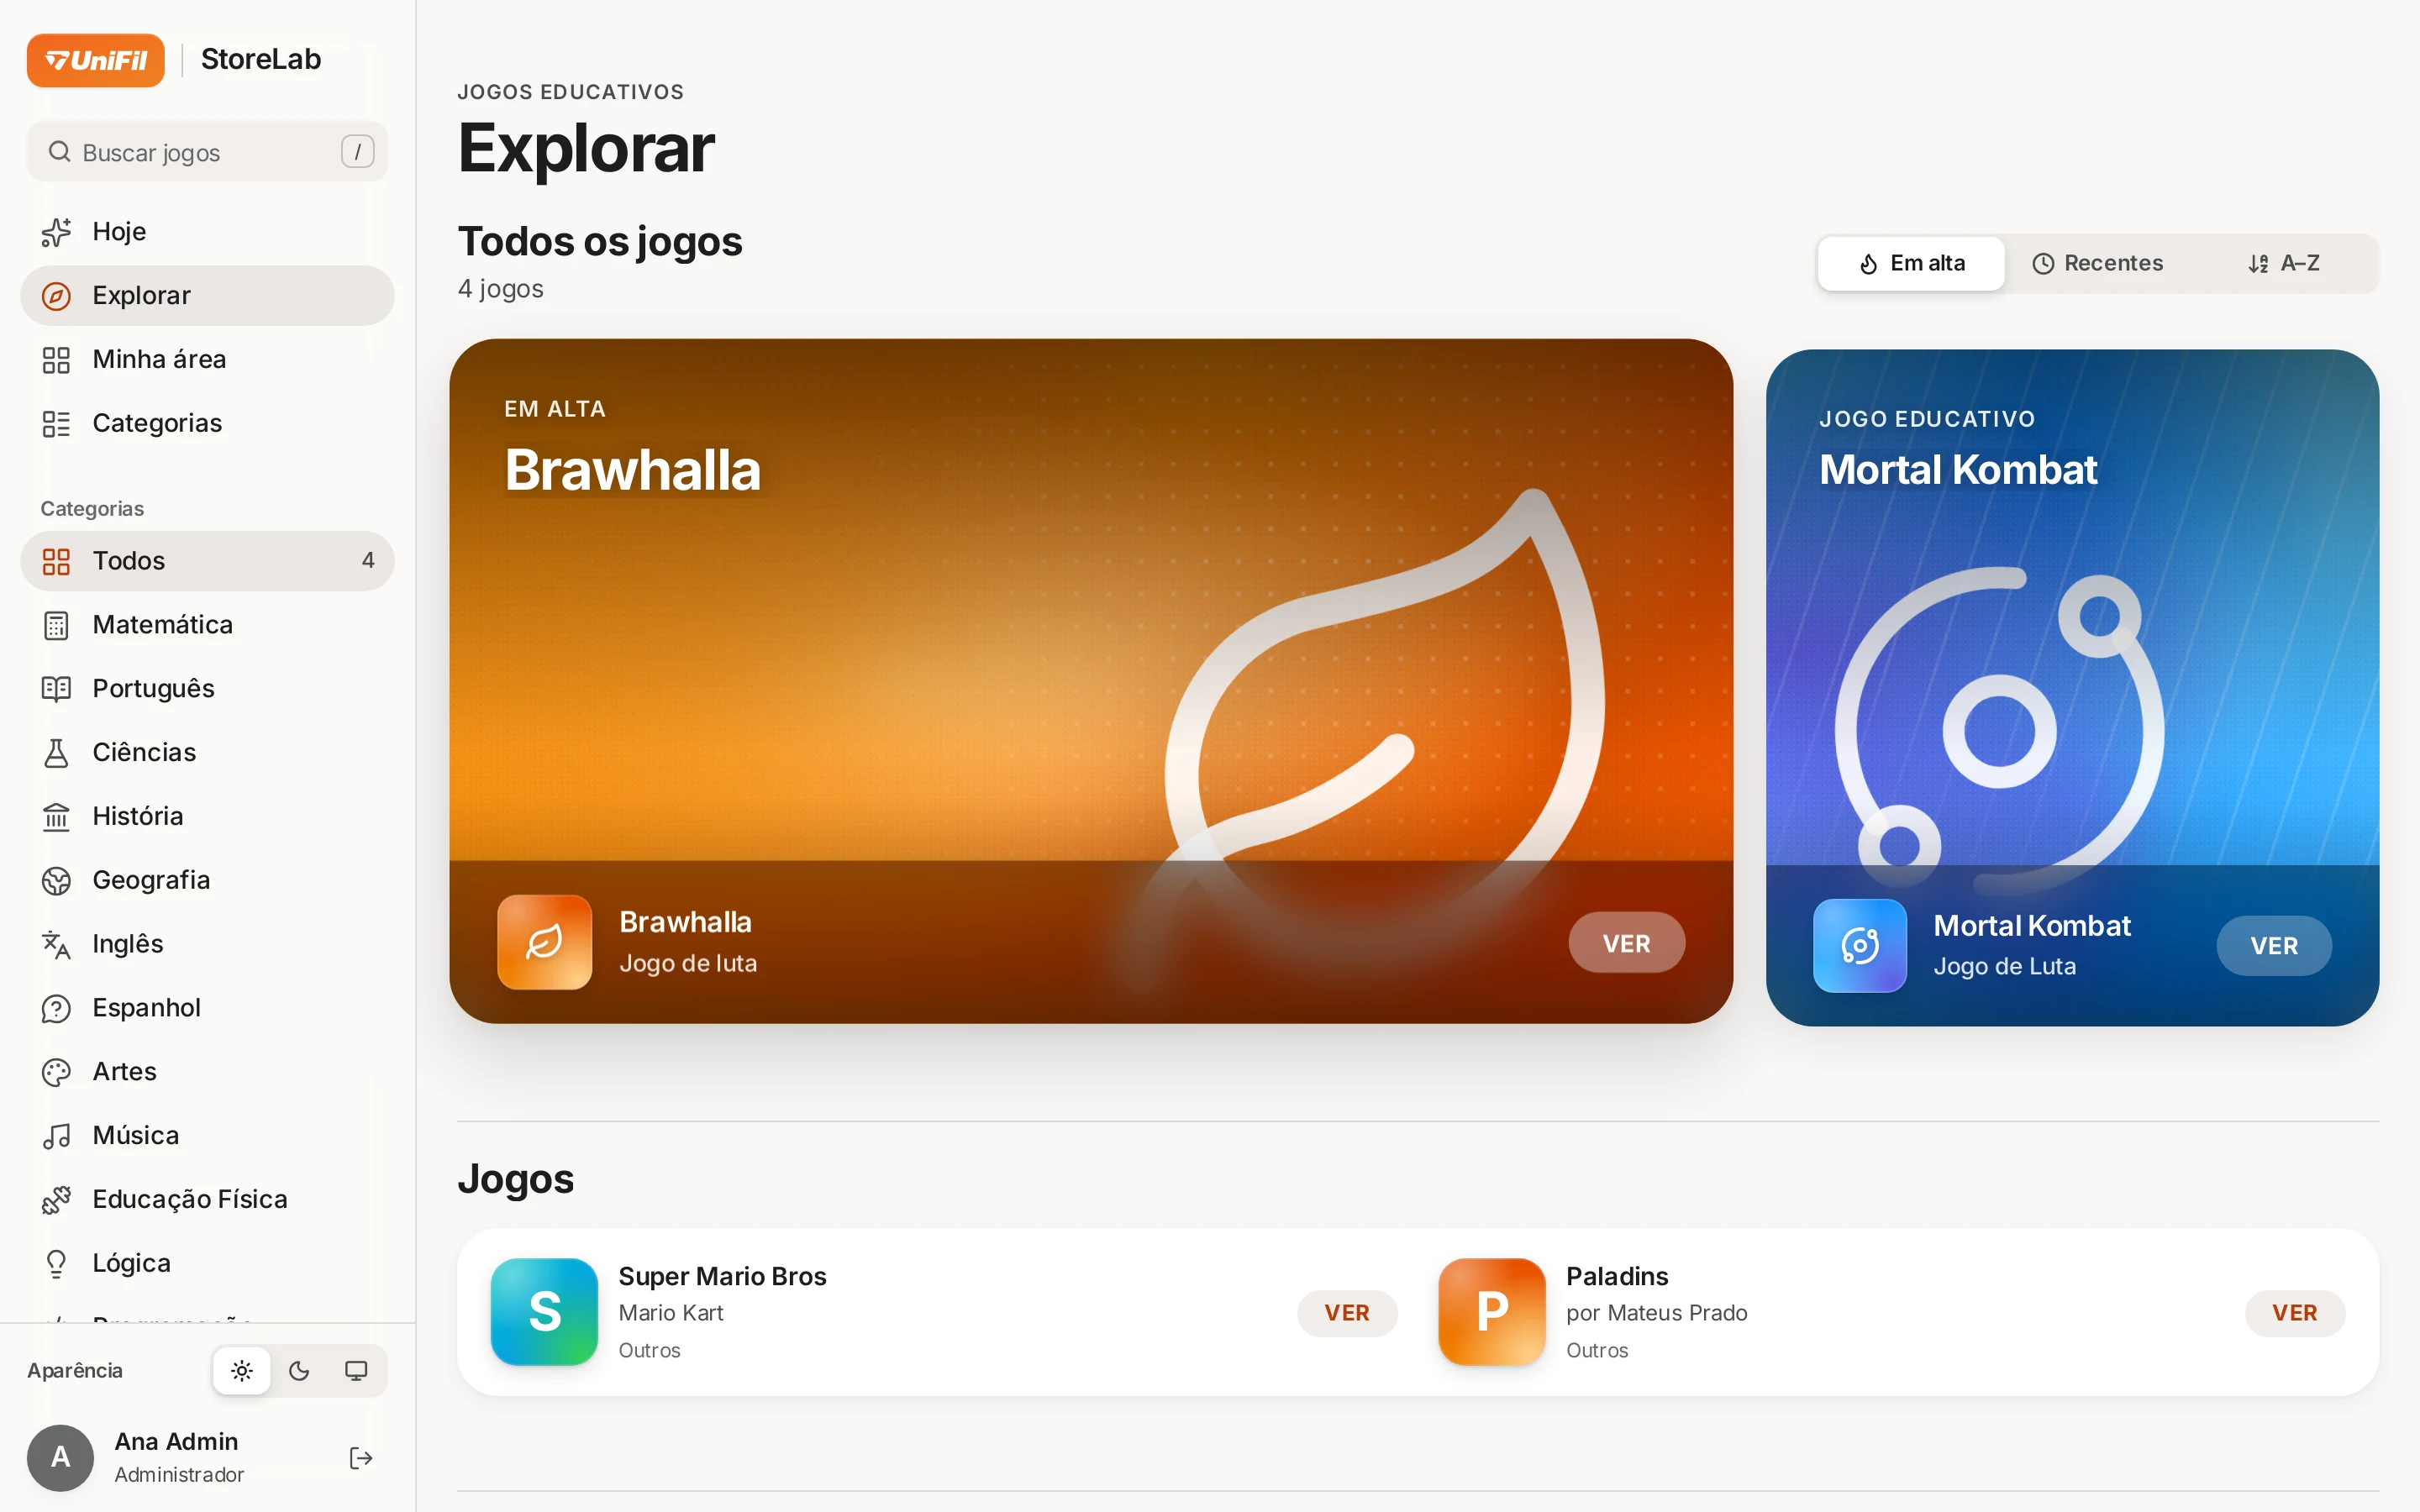 UniFil
StoreLab
Buscar jogos
/
Hoje
Explorar
Minha área
Categorias
Categorias
Todos
4
Matemática
Português
Ciências
História
Geografia
Inglês
Espanhol
Artes
Música
Educação Física
Lógica
Aparência
A
Ana Admin
Administrador
JOGOS EDUCATIVOS
Explorar
Todos os jogos
4 jogos
Em alta
Recentes
A–Z
EM ALTA
Brawhalla
Brawhalla
Jogo de luta
VER
JOGO EDUCATIVO
Mortal Kombat
Mortal Kombat
Jogo de Luta
VER
Jogos
S
Super Mario Bros
Mario Kart
Outros
VER
P
Paladins
por Mateus Prado
Outros
VER